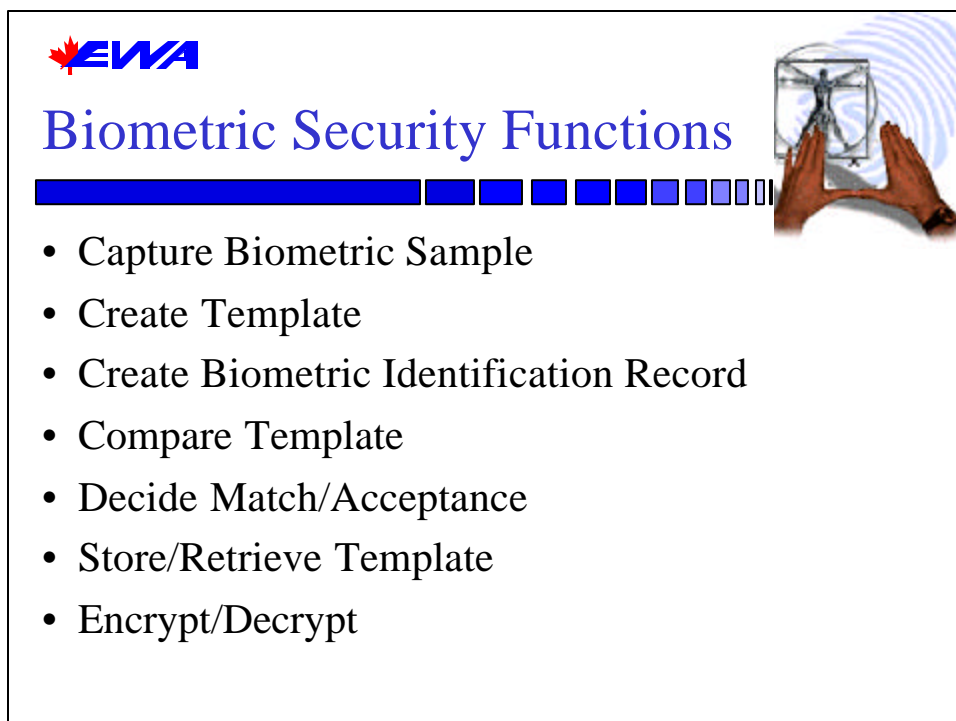 EWA
Biometric Security Functions
• Capture Biometric Sample
• Create Template
• Create Biometric Identification Record
• Compare Template
• Decide Match/Acceptance
• Store/Retrieve Template
• Encrypt/Decrypt